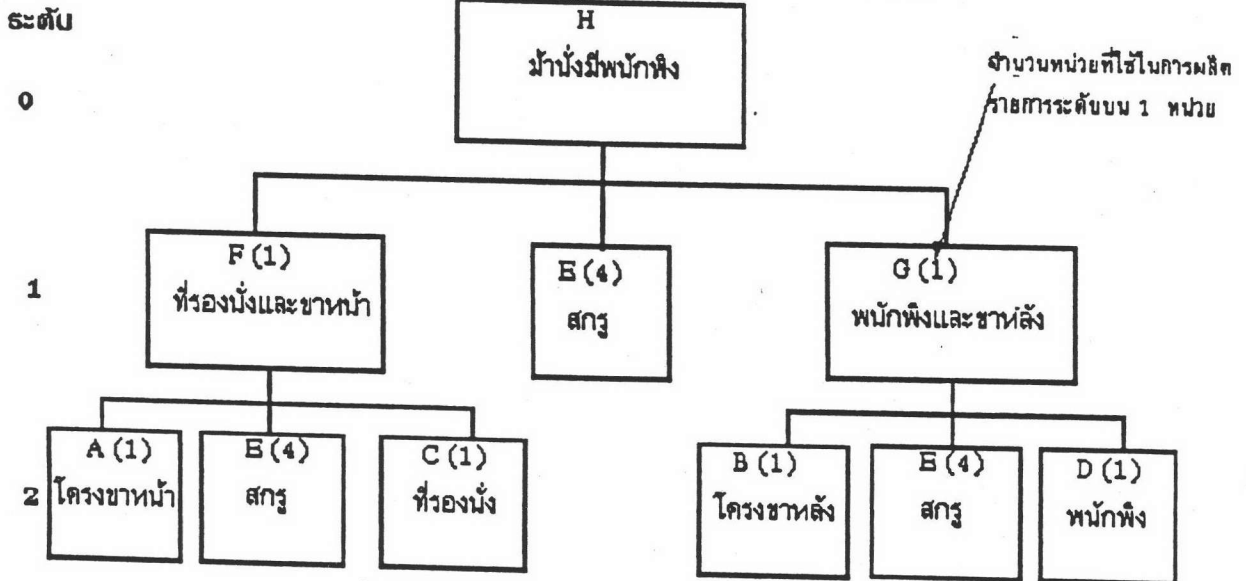 ระดับ
H
ม้านั่งมีพนักพิง
จำนวนหน่วยที่ใช้ในการผลิต
รายการระดับบน 1 หน่วย
0
F(1)
ที่รองนั่งและขาหน้า
E(4)
สกรู
G(1)
พนักพิงและขาหลัง
1
A(1)
โครงขาหน้า
E(4)
สกรู
C(1)
ที่รองนั่ง
B(1)
โครงขาหลัง
E(4)
สกรู
D(1)
พนักพิง
2